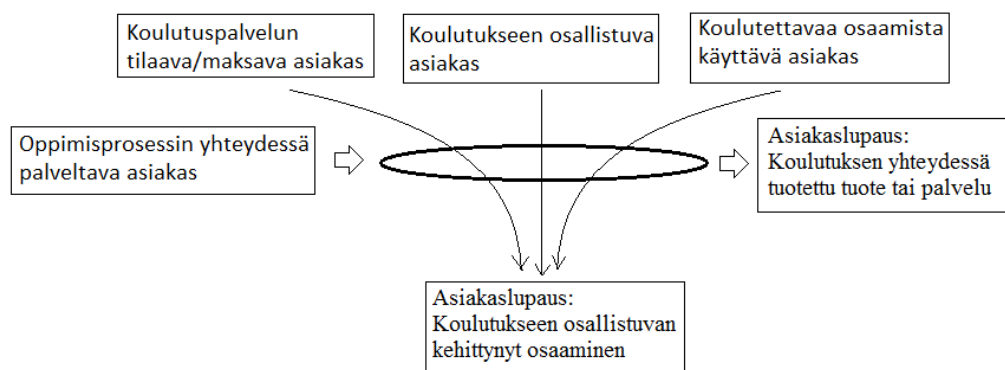 Koulutuspalvelun
tilaava/maksava asiakas
Koulutukseen osallistuva
asiakas
Koulutettavaa osaamista
käyttävä asiakas
Oppimisprosessin yhteydessä
palveltava asiakas
Asiakaslupaus:
Koulutuksen yhteydessä
tuotettu tuote tai palvelu
Asiakaslupaus:
Koulutukseen osallistuvan
kehittynyt osaaminen